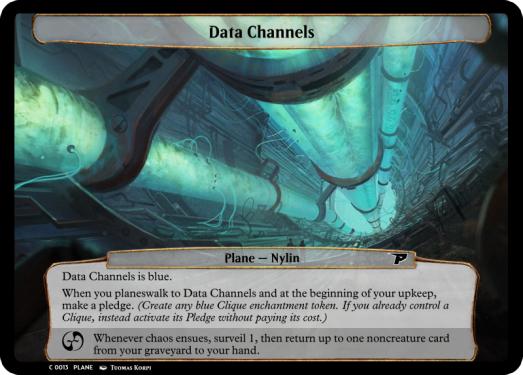 Data Channels
Plane — Nylin
Data Channels is blue.
When you planeswalk to Data Channels and at the beginning of your upkeep,
make a pledge. (Create any blue Clique enchantment token. If you already control a
Clique, instead activate its Pledge without paying its cost.)
Whenever chaos ensues, surveil 1, then return up to one noncreature card
from your graveyard to your hand.
C 0013 PLANE Tuomas Korpi